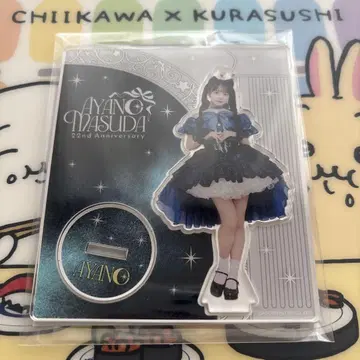 CHIIKAWA X KURASUSHI
AYANO
MASUDA
22nd Anniversary
AYANO